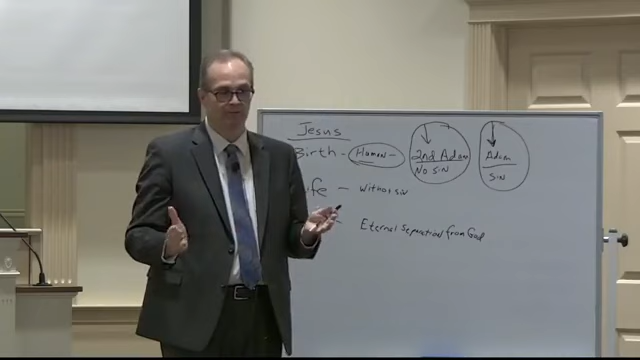 Jesus
Birth - Human - 2nd Adam Adam
No Sin Sin
Life - without sin
- Eternal Separation from God